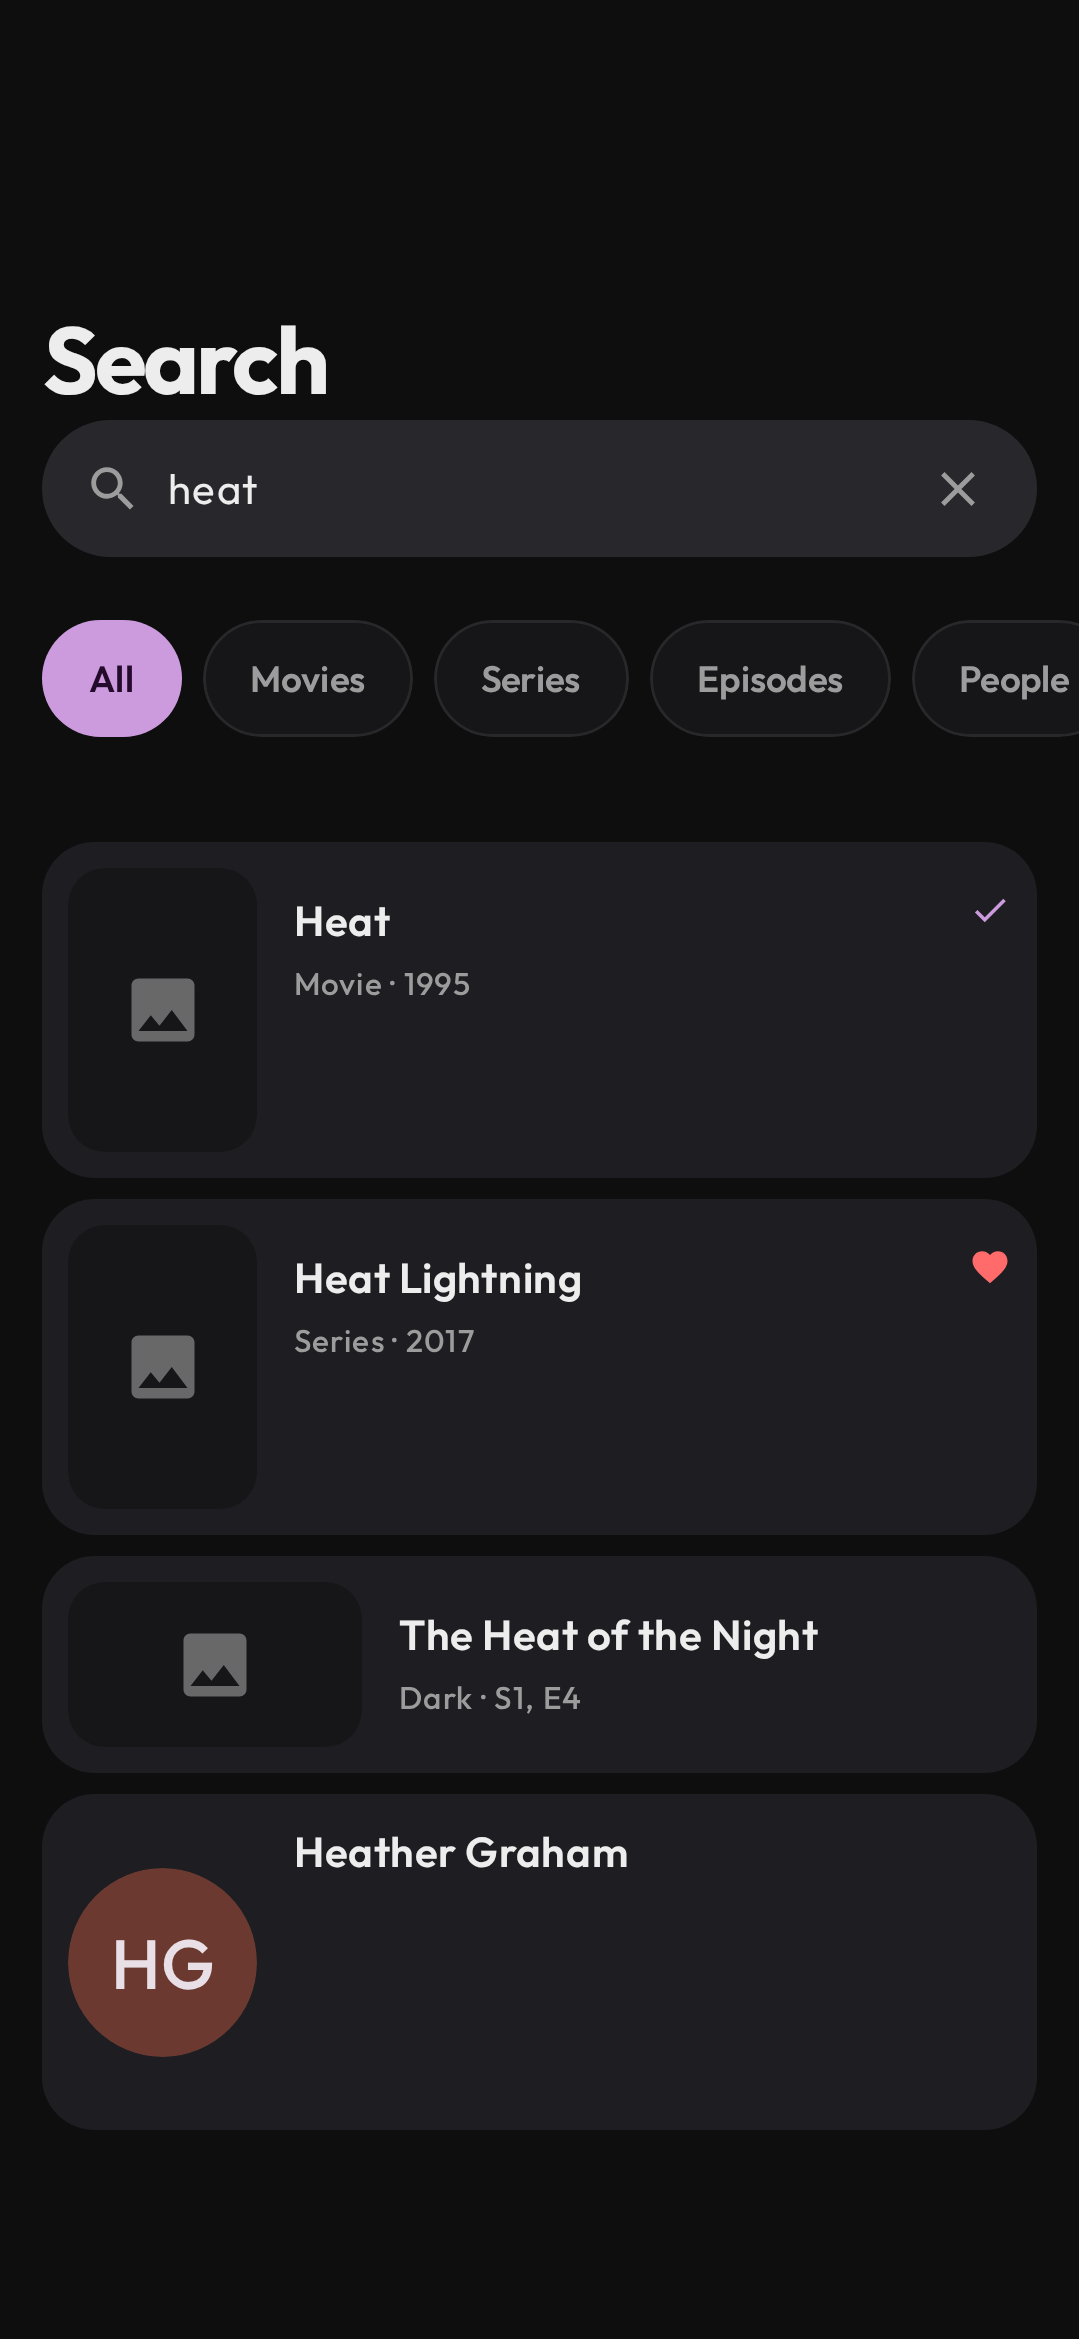 Search
heat
All
Movies
Series
Episodes
People
Heat
Movie · 1995
Heat Lightning
Series · 2017
The Heat of the Night
Dark · S1, E4
Heather Graham
HG